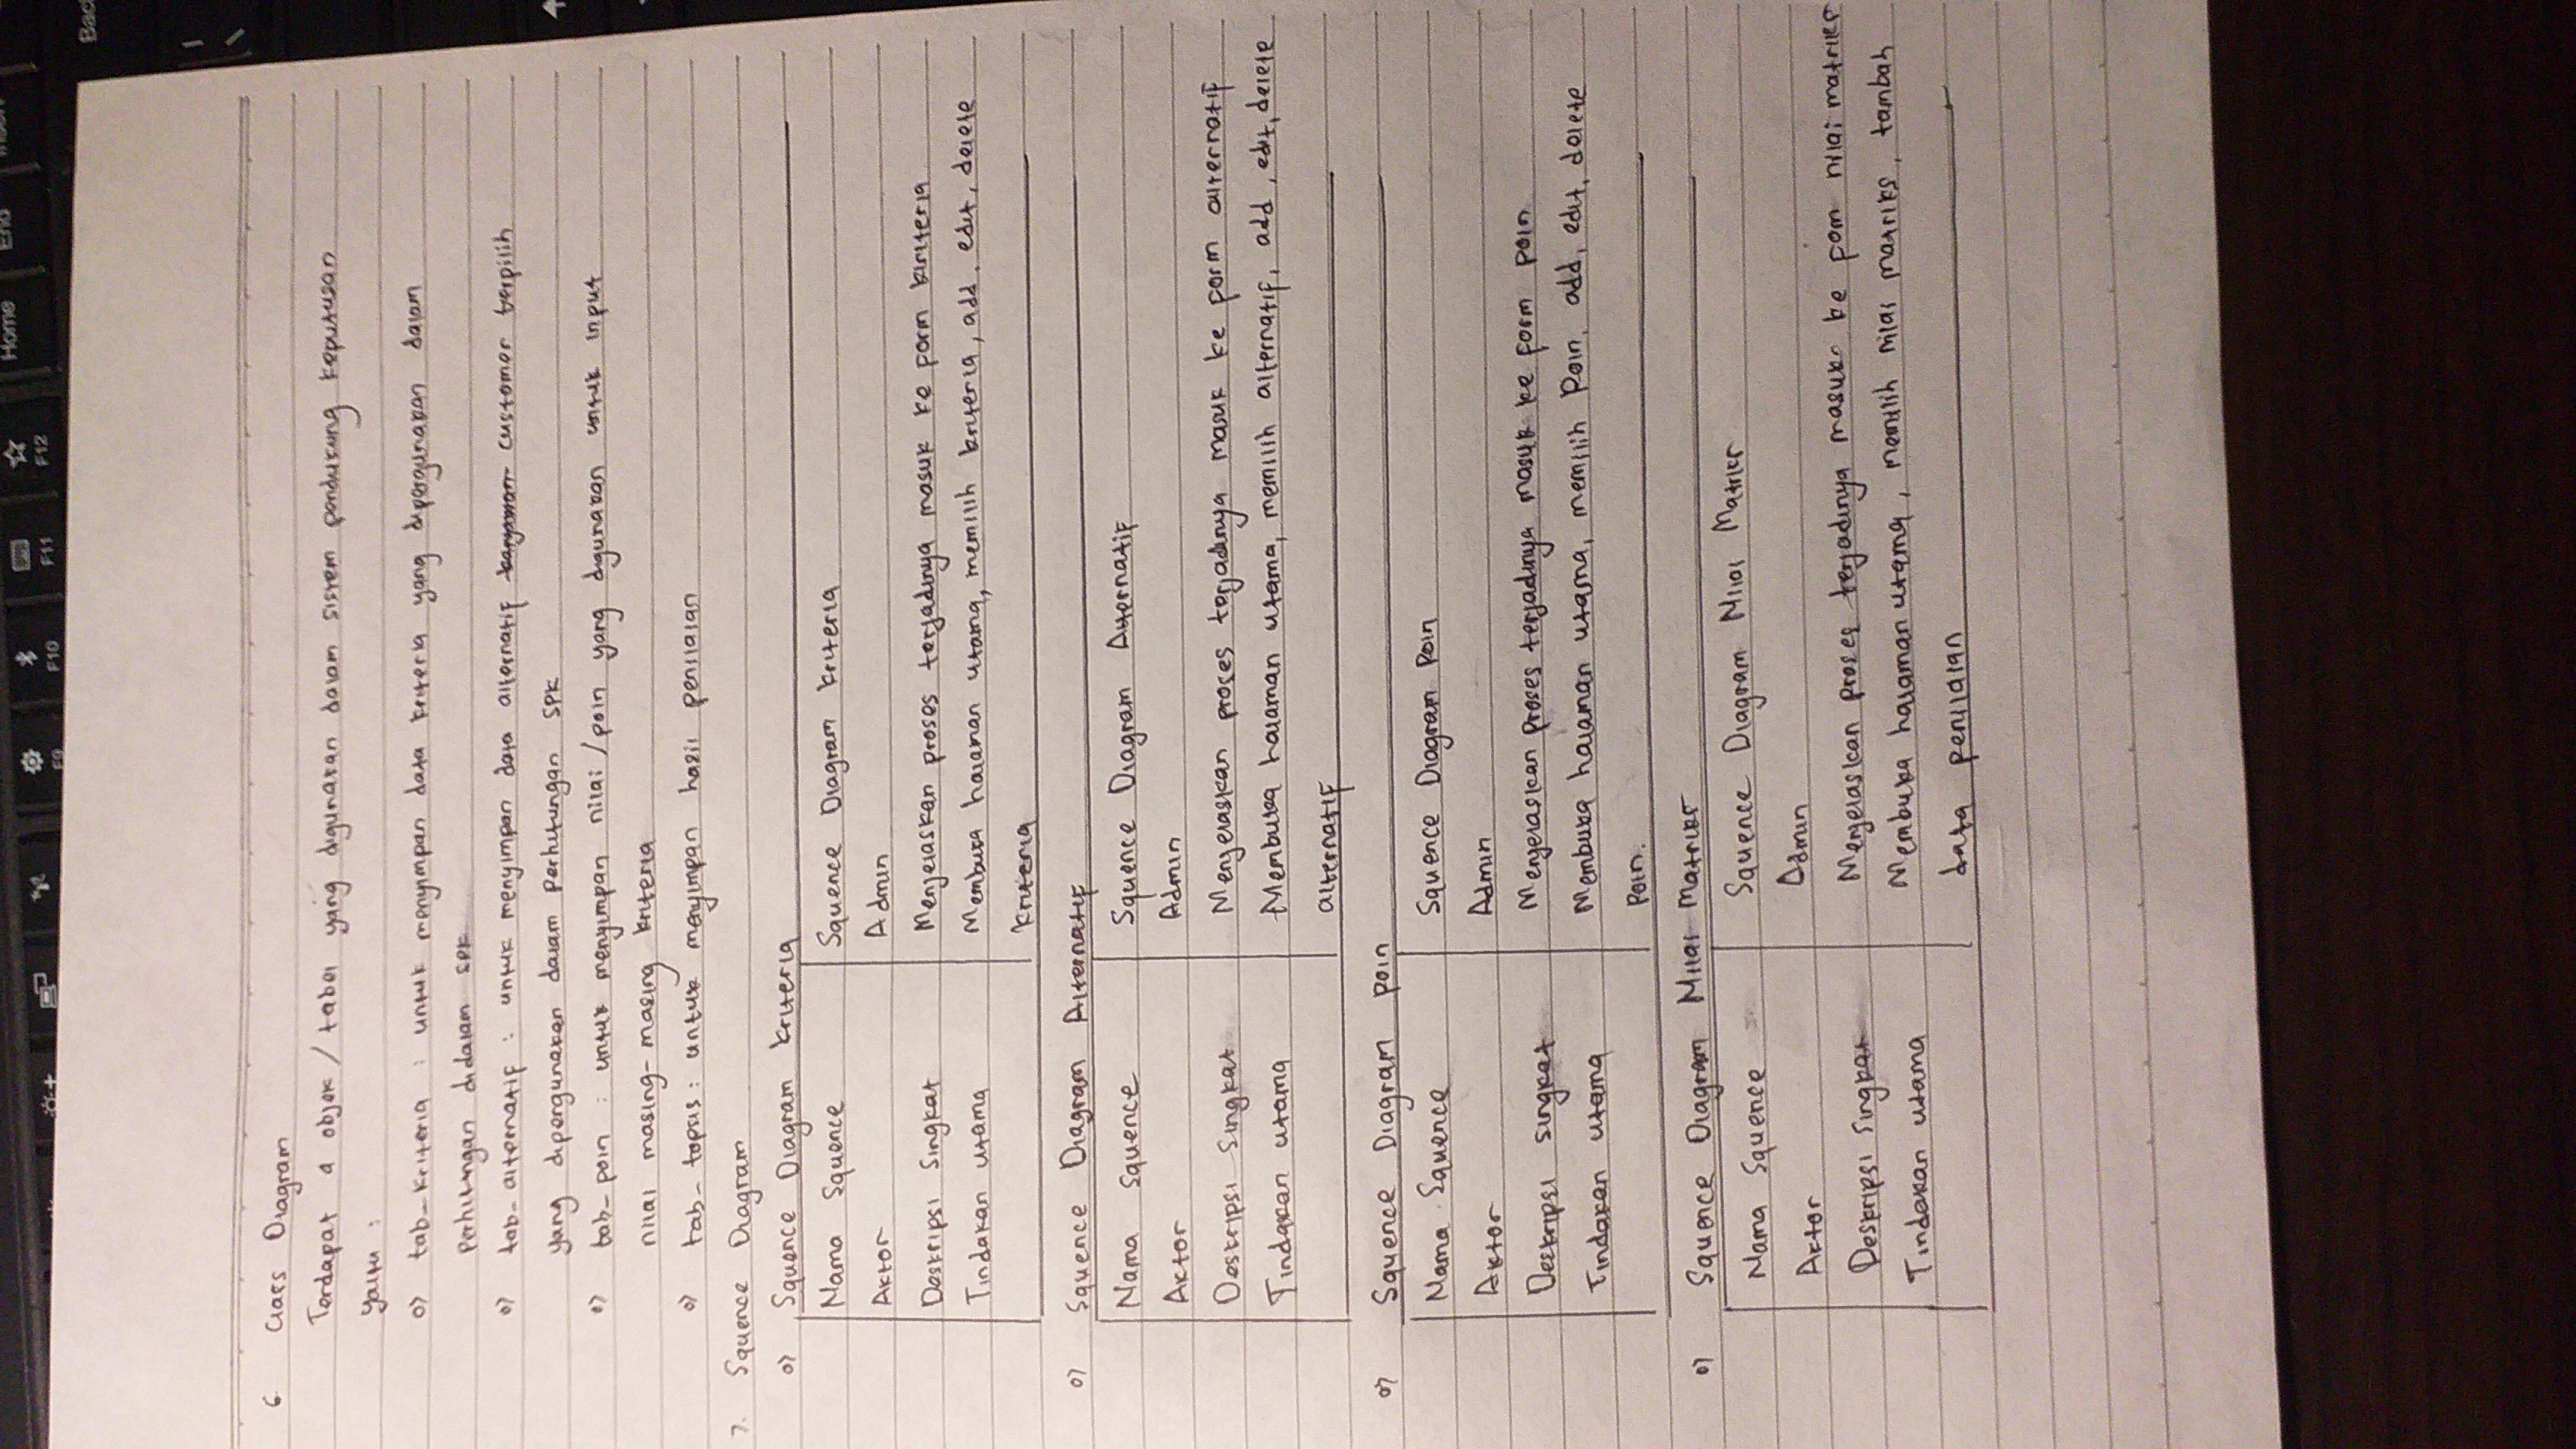 F9 F10 F11 F12 Home End Insert
Bac
6. Class Diagram
Terdapat 4 objek / tabel yang digunakan dalam sistem pendukung keputusan
yaitu :
tab_kriteria : untuk menyimpan data kriteria yang dipergunakan dalam
perhitungan didalam SPK
tab_alternatif : untuk menyimpan data alternatif karyawan customer terpilih
yang dipergunakan dalam perhitungan SPK
tab_poin : untuk menyimpan nilai / poin yang digunakan untuk input
nilai masing-masing kriteria
tab_topsis : untuk menyimpan hasil penilaian
7. Squence Diagram
Squence Diagram Kriteria
Nama Squence Squence Diagram Kriteria
Aktor Admin
Deskripsi Singkat Menjelaskan proses terjadinya masuk ke form kiriteria
Tindakan utama Membuka halaman utama, memilih kriteria, add, edit, delete
kriteria
Squence Diagram Alternatif
Nama Squence Squence Diagram Alternatif
Aktor Admin
Deskripsi Singkat Menjelaskan proses terjadinya masuk ke form alternatif
Tindakan utama Membuka halaman utama, memilih alternatif, add, edit, delete
alternatif
Squence Diagram poin
Nama Squence Squence Diagram Poin
Aktor Admin
Deskripsi singkat Menjelaskan proses terjadinya masuk ke form poin
Tindakan utama Membuka halaman utama, memilih Poin, add, edit, delete
Poin.
Squence Diagram Nilai Matriks
Nama Squence Squence Diagram Nilai Matriks
Aktor Admin
Deskripsi Singkat Menjelaskan proses terjadinya masuk ke fom nilai matriks
Tindakan utama Membuka halaman utama, memilih nilai matriks, tambah
data penilaian